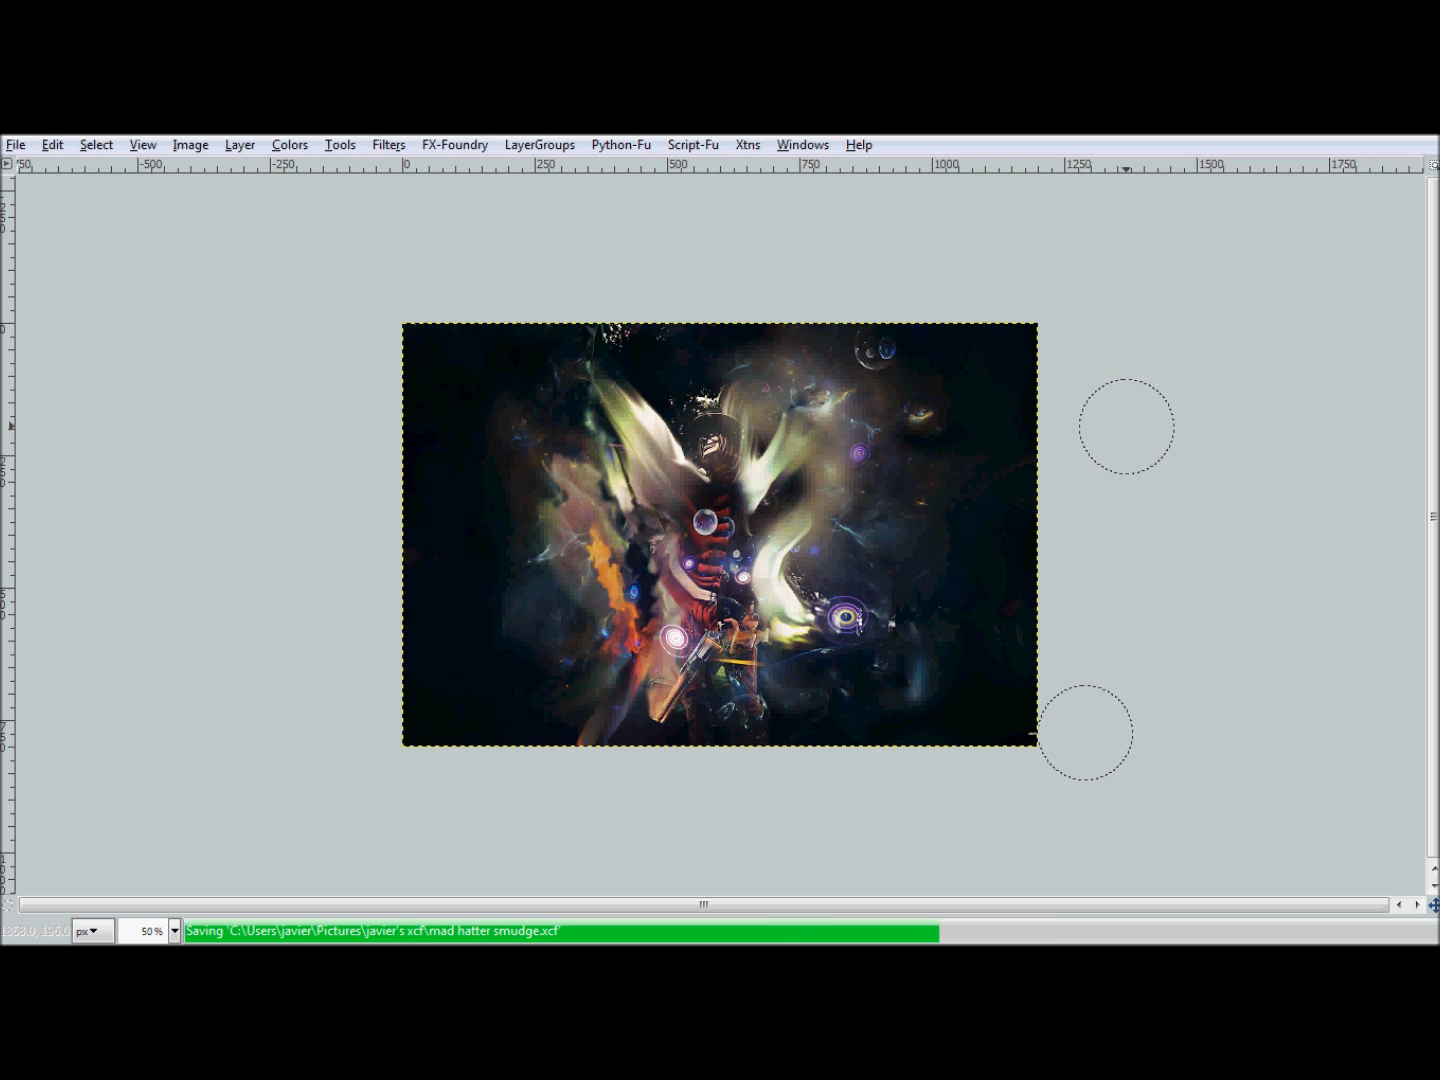 File Edit Select View Image Layer Colors Tools Filters FX-Foundry LayerGroups Python-Fu Script-Fu Xtns Windows Help
-500 -250 0 250 500 750 1000 1250 1500 1750
px 50 % Saving 'C:\Users\javier\Pictures\javier's xcf\mad hatter smudge.xcf'